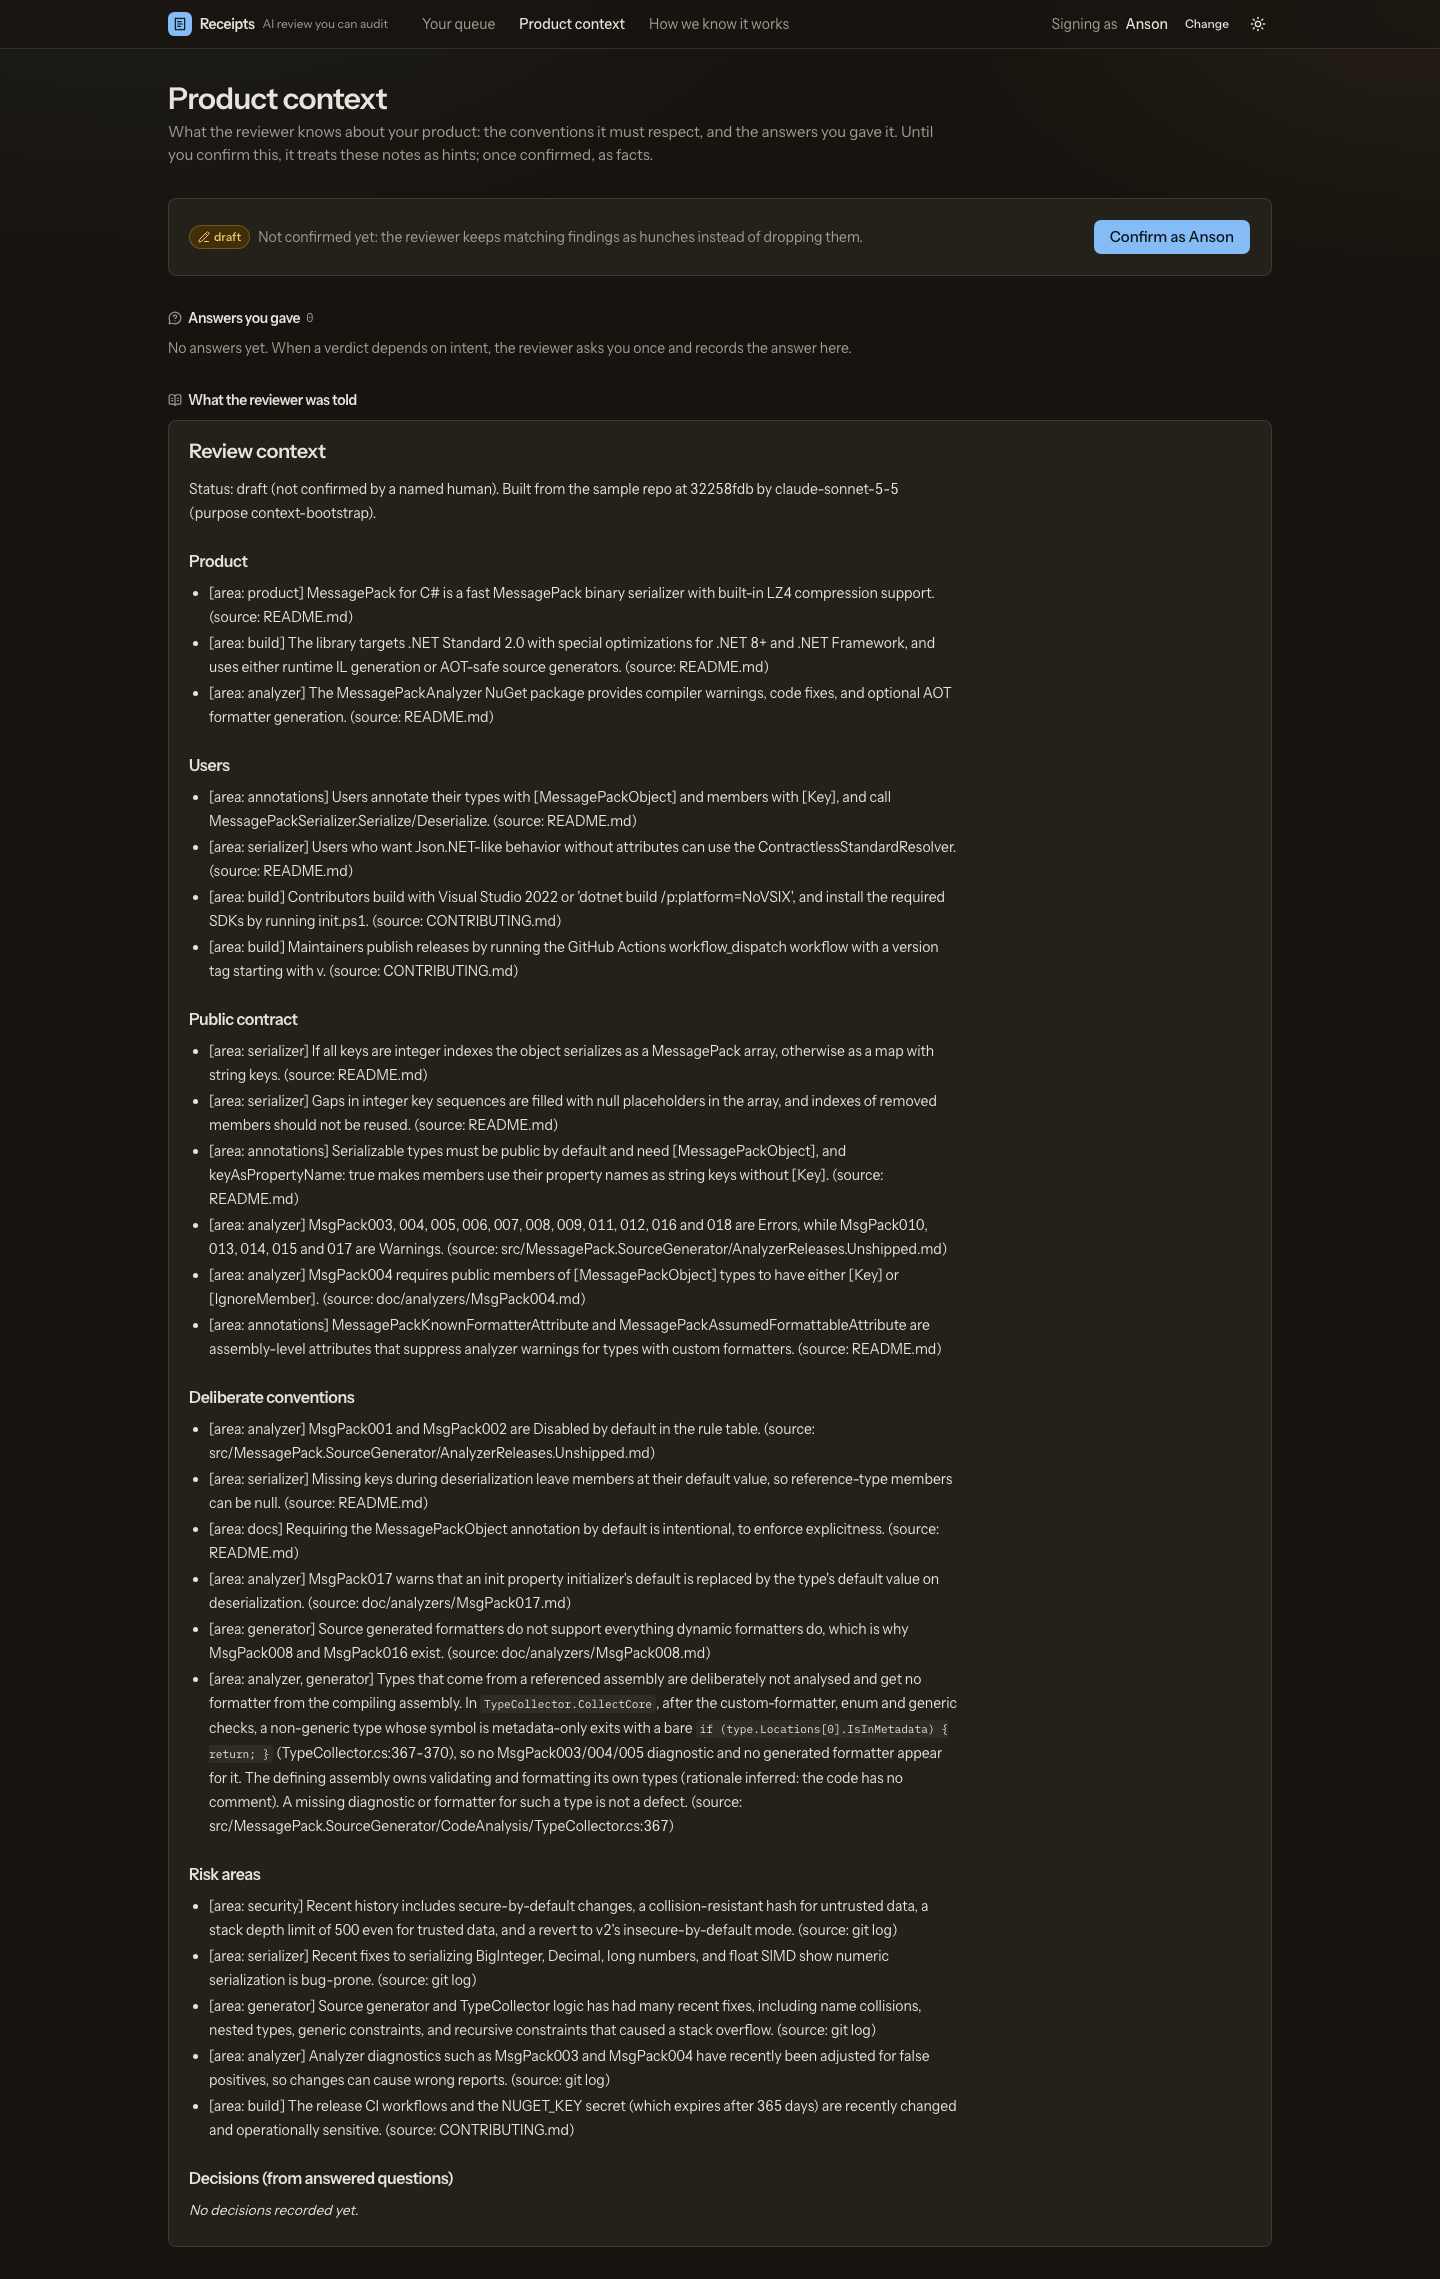 Receipts AI review you can audit Your queue Product context How we know it works Signing as Anson Change
Product context
What the reviewer knows about your product: the conventions it must respect, and the answers you gave it. Until
you confirm this, it treats these notes as hints; once confirmed, as facts.
draft Not confirmed yet: the reviewer keeps matching findings as hunches instead of dropping them. Confirm as Anson
Answers you gave 0
No answers yet. When a verdict depends on intent, the reviewer asks you once and records the answer here.
What the reviewer was told
Review context
Status: draft (not confirmed by a named human). Built from the sample repo at 32258fdb by claude-sonnet-5-5
(purpose context-bootstrap).
Product
• [area: product] MessagePack for C# is a fast MessagePack binary serializer with built-in LZ4 compression support.
(source: README.md)
• [area: build] The library targets .NET Standard 2.0 with special optimizations for .NET 8+ and .NET Framework, and
uses either runtime IL generation or AOT-safe source generators. (source: README.md)
• [area: analyzer] The MessagePackAnalyzer NuGet package provides compiler warnings, code fixes, and optional AOT
formatter generation. (source: README.md)
Users
• [area: annotations] Users annotate their types with [MessagePackObject] and members with [Key], and call
MessagePackSerializer.Serialize/Deserialize. (source: README.md)
• [area: serializer] Users who want Json.NET-like behavior without attributes can use the ContractlessStandardResolver.
(source: README.md)
• [area: build] Contributors build with Visual Studio 2022 or 'dotnet build /p:platform=NoVSIX', and install the required
SDKs by running init.ps1. (source: CONTRIBUTING.md)
• [area: build] Maintainers publish releases by running the GitHub Actions workflow_dispatch workflow with a version
tag starting with v. (source: CONTRIBUTING.md)
Public contract
• [area: serializer] If all keys are integer indexes the object serializes as a MessagePack array, otherwise as a map with
string keys. (source: README.md)
• [area: serializer] Gaps in integer key sequences are filled with null placeholders in the array, and indexes of removed
members should not be reused. (source: README.md)
• [area: annotations] Serializable types must be public by default and need [MessagePackObject], and
keyAsPropertyName: true makes members use their property names as string keys without [Key]. (source:
README.md)
• [area: analyzer] MsgPack003, 004, 005, 006, 007, 008, 009, 011, 012, 016 and 018 are Errors, while MsgPack010,
013, 014, 015 and 017 are Warnings. (source: src/MessagePack.SourceGenerator/AnalyzerReleases.Unshipped.md)
• [area: analyzer] MsgPack004 requires public members of [MessagePackObject] types to have either [Key] or
[IgnoreMember]. (source: doc/analyzers/MsgPack004.md)
• [area: annotations] MessagePackKnownFormatterAttribute and MessagePackAssumedFormattableAttribute are
assembly-level attributes that suppress analyzer warnings for types with custom formatters. (source: README.md)
Deliberate conventions
• [area: analyzer] MsgPack001 and MsgPack002 are Disabled by default in the rule table. (source:
src/MessagePack.SourceGenerator/AnalyzerReleases.Unshipped.md)
• [area: serializer] Missing keys during deserialization leave members at their default value, so reference-type members
can be null. (source: README.md)
• [area: docs] Requiring the MessagePackObject annotation by default is intentional, to enforce explicitness. (source:
README.md)
• [area: analyzer] MsgPack017 warns that an init property initializer's default is replaced by the type's default value on
deserialization. (source: doc/analyzers/MsgPack017.md)
• [area: generator] Source generated formatters do not support everything dynamic formatters do, which is why
MsgPack008 and MsgPack016 exist. (source: doc/analyzers/MsgPack008.md)
• [area: analyzer, generator] Types that come from a referenced assembly are deliberately not analysed and get no
formatter from the compiling assembly. In TypeCollector.CollectCore, after the custom-formatter, enum and generic
checks, a non-generic type whose symbol is metadata-only exits with a bare if (type.Locations[0].IsInMetadata) {
return; } (TypeCollector.cs:367-370), so no MsgPack003/004/005 diagnostic and no generated formatter appear
for it. The defining assembly owns validating and formatting its own types (rationale inferred: the code has no
comment). A missing diagnostic or formatter for such a type is not a defect. (source:
src/MessagePack.SourceGenerator/CodeAnalysis/TypeCollector.cs:367)
Risk areas
• [area: security] Recent history includes secure-by-default changes, a collision-resistant hash for untrusted data, a
stack depth limit of 500 even for trusted data, and a revert to v2's insecure-by-default mode. (source: git log)
• [area: serializer] Recent fixes to serializing BigInteger, Decimal, long numbers, and float SIMD show numeric
serialization is bug-prone. (source: git log)
• [area: generator] Source generator and TypeCollector logic has had many recent fixes, including name collisions,
nested types, generic constraints, and recursive constraints that caused a stack overflow. (source: git log)
• [area: analyzer] Analyzer diagnostics such as MsgPack003 and MsgPack004 have recently been adjusted for false
positives, so changes can cause wrong reports. (source: git log)
• [area: build] The release CI workflows and the NUGET_KEY secret (which expires after 365 days) are recently changed
and operationally sensitive. (source: CONTRIBUTING.md)
Decisions (from answered questions)
No decisions recorded yet.